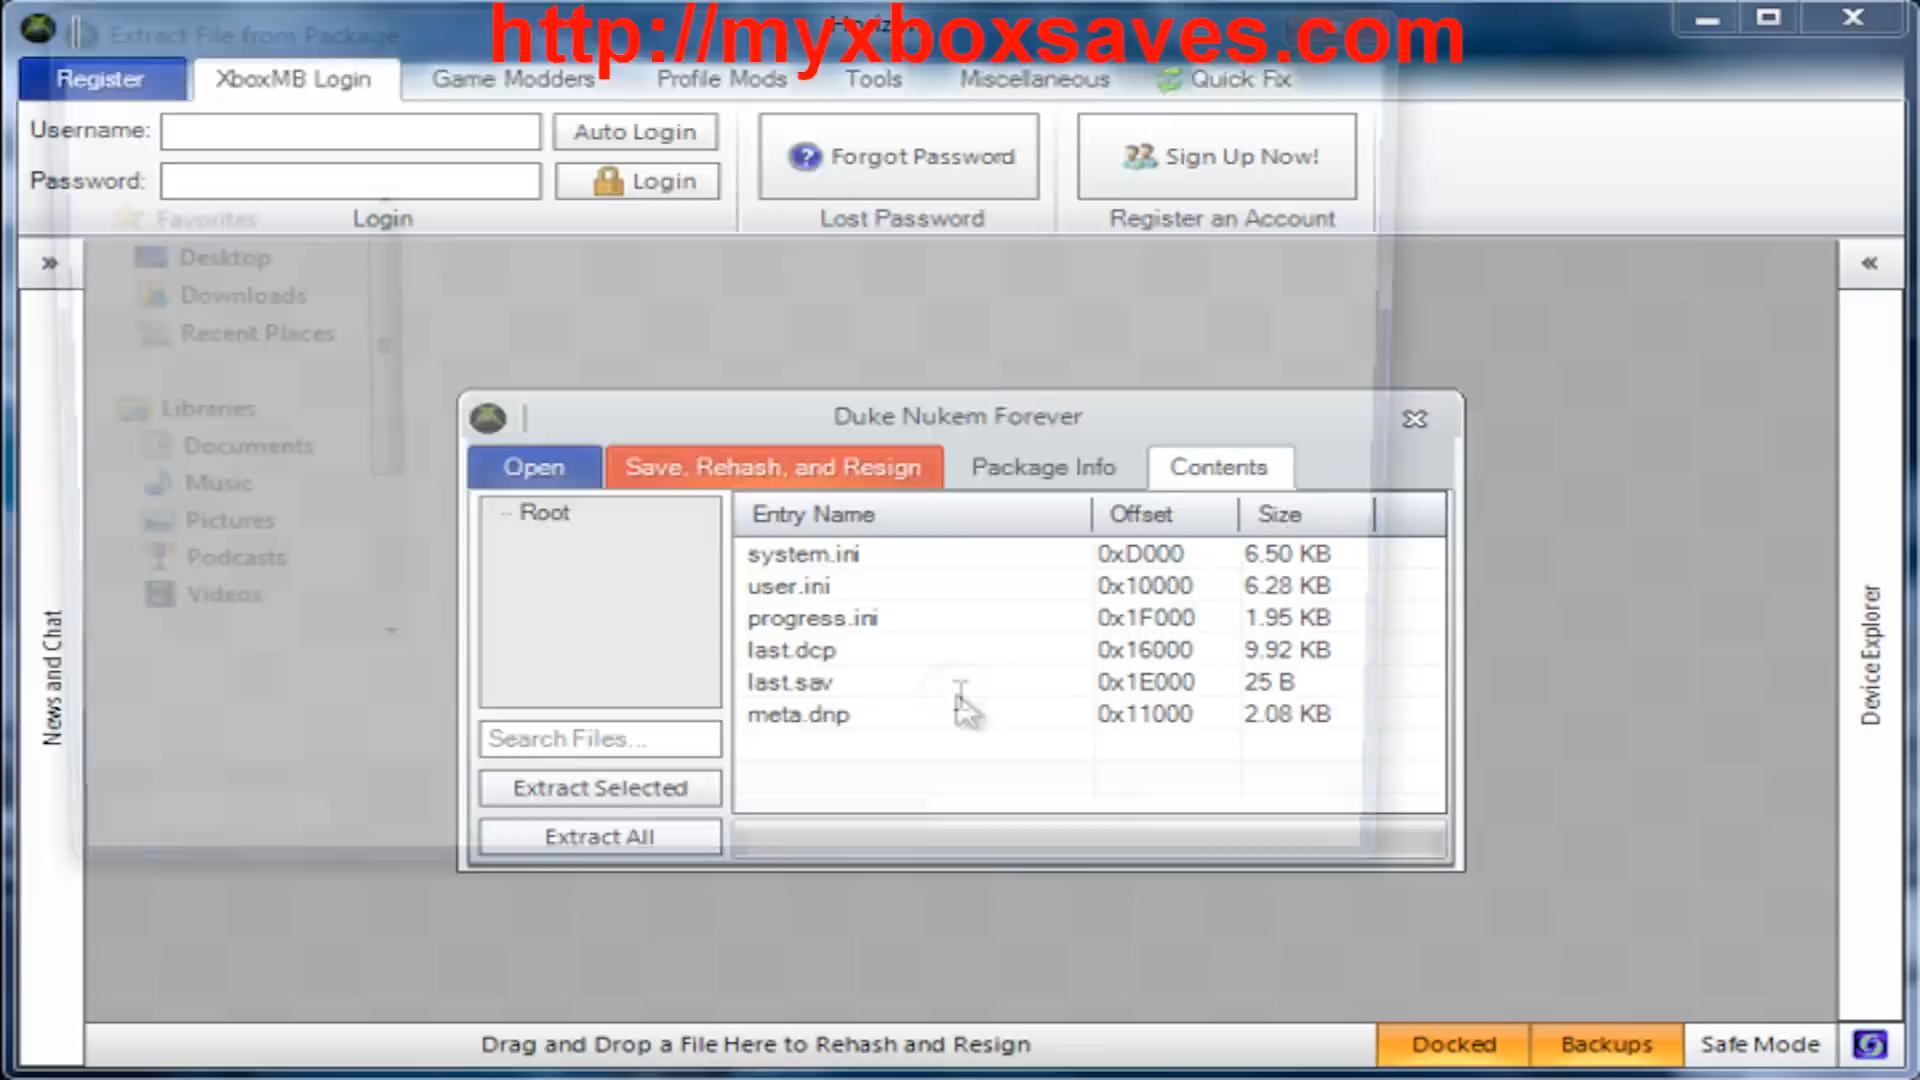 http://myxboxsaves.com
Extract File from Package
Register
XboxMB Login
Game Modders
Profile Mods
Tools
Miscellaneous
Quick Fix
Username:
Auto Login
Password:
Login
Login
Forgot Password
Lost Password
Sign Up Now!
Register an Account
Favorites
Desktop
Downloads
Recent Places
Libraries
Documents
Music
Pictures
Podcasts
Videos
News and Chat
Device Explorer
Duke Nukem Forever
Open
Save, Rehash, and Resign
Package Info
Contents
Root
Search Files...
Extract Selected
Extract All
Entry Name Offset Size
system.ini 0xD000 6.50 KB
user.ini 0x10000 6.28 KB
progress.ini 0x1F000 1.95 KB
last.dcp 0x16000 9.92 KB
last.sav 0x1E000 25 B
meta.dnp 0x11000 2.08 KB
Drag and Drop a File Here to Rehash and Resign
Docked
Backups
Safe Mode